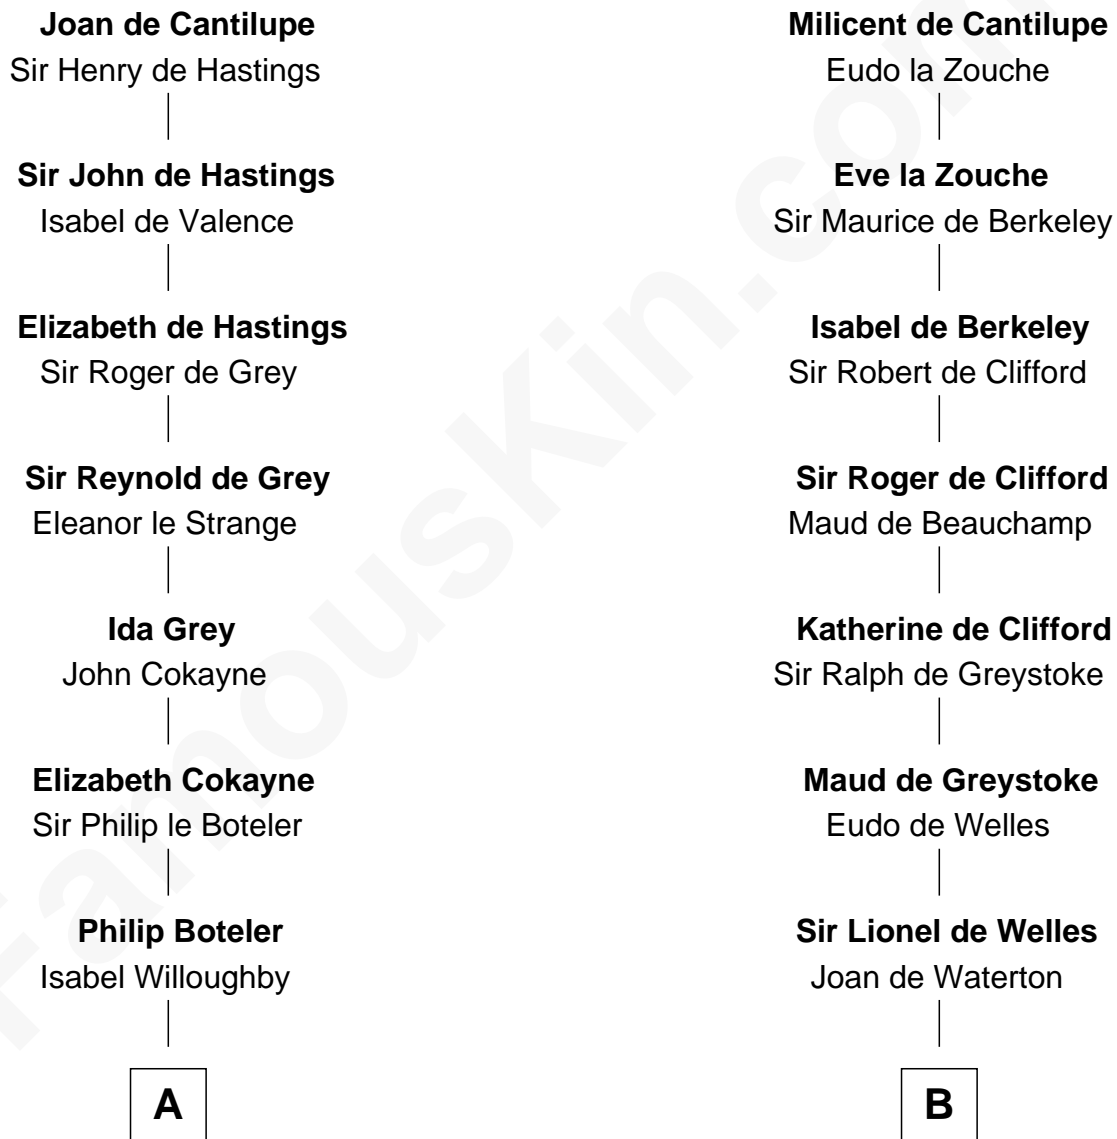 Joan de Cantilupe
Sir Henry de Hastings
Sir John de Hastings
Isabel de Valence
Elizabeth de Hastings
Sir Roger de Grey
Sir Reynold de Grey
Eleanor le Strange
Ida Grey
John Cokayne
Elizabeth Cokayne
Sir Philip le Boteler
Philip Boteler
Isabel Willoughby
A
Milicent de Cantilupe
Eudo la Zouche
Eve la Zouche
Sir Maurice de Berkeley
Isabel de Berkeley
Sir Robert de Clifford
Sir Roger de Clifford
Maud de Beauchamp
Katherine de Clifford
Sir Ralph de Greystoke
Maud de Greystoke
Eudo de Welles
Sir Lionel de Welles
Joan de Waterton
B
FamousKin.com